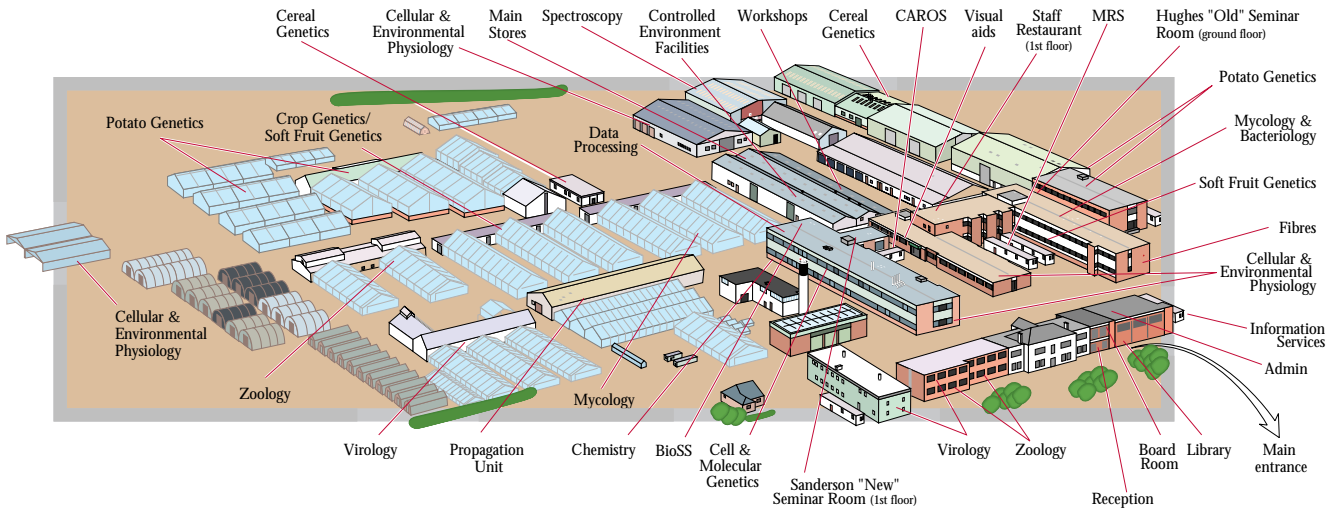 Cereal
Genetics
Cellular &
Environmental
Physiology
Main
Stores
Spectroscopy
Controlled
Environment
Facilities
Workshops
Cereal
Genetics
CAROS
Visual
aids
Staff
Restaurant
(1st floor)
MRS
Hughes "Old" Seminar
Room (ground floor)
Potato Genetics
Mycology &
Bacteriology
Soft Fruit Genetics
Fibres
Cellular &
Environmental
Physiology
Information
Services
Admin
Main
entrance
Potato Genetics
Crop Genetics/
Soft Fruit Genetics
Data
Processing
Cellular &
Environmental
Physiology
Zoology
Mycology
Virology
Propagation
Unit
Chemistry
BioSS
Cell &
Molecular
Genetics
Sanderson "New"
Seminar Room (1st floor)
Virology
Zoology
Reception
Board
Room
Library